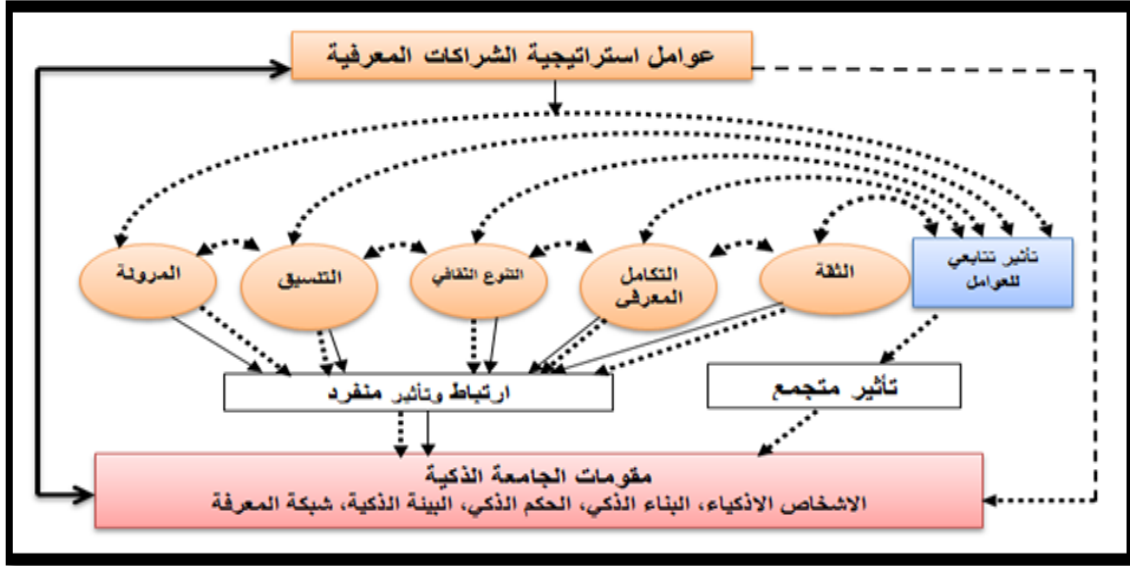 عوامل استراتيجية الشراكات المعرفية
تأثير تتابعي
للعوامل
الثقة
التكامل
المعرفي
التنوع الثقافي
التنسيق
المرونة
تأثير متجمع
ارتباط وتأثير منفرد
مقومات الجامعة الذكية
الاشخاص الاذكياء، البناء الذكي، الحكم الذكي، البيئة الذكية، شبكة المعرفة